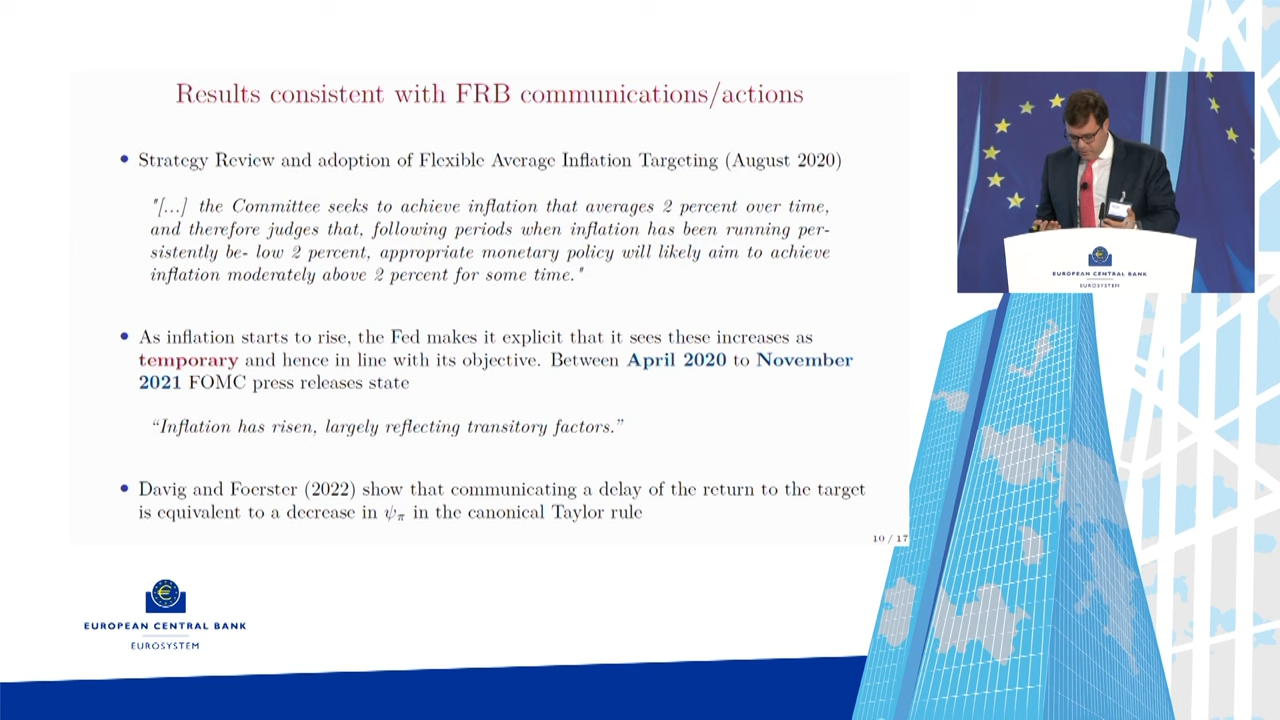 Results consistent with FRB communications/actions
• Strategy Review and adoption of Flexible Average Inflation Targeting (August 2020)
"[...] the Committee seeks to achieve inflation that averages 2 percent over time,
and therefore judges that, following periods when inflation has been running per-
sistently be- low 2 percent, appropriate monetary policy will likely aim to achieve
inflation moderately above 2 percent for some time."
• As inflation starts to rise, the Fed makes it explicit that it sees these increases as
temporary and hence in line with its objective. Between April 2020 to November
2021 FOMC press releases state
“Inflation has risen, largely reflecting transitory factors.”
• Davig and Foerster (2022) show that communicating a delay of the return to the target
is equivalent to a decrease in ψπ in the canonical Taylor rule
10 / 17
EUROPEAN CENTRAL BANK
EUROSYSTEM
EUROPEAN CENTRAL BANK
EUROSYSTEM